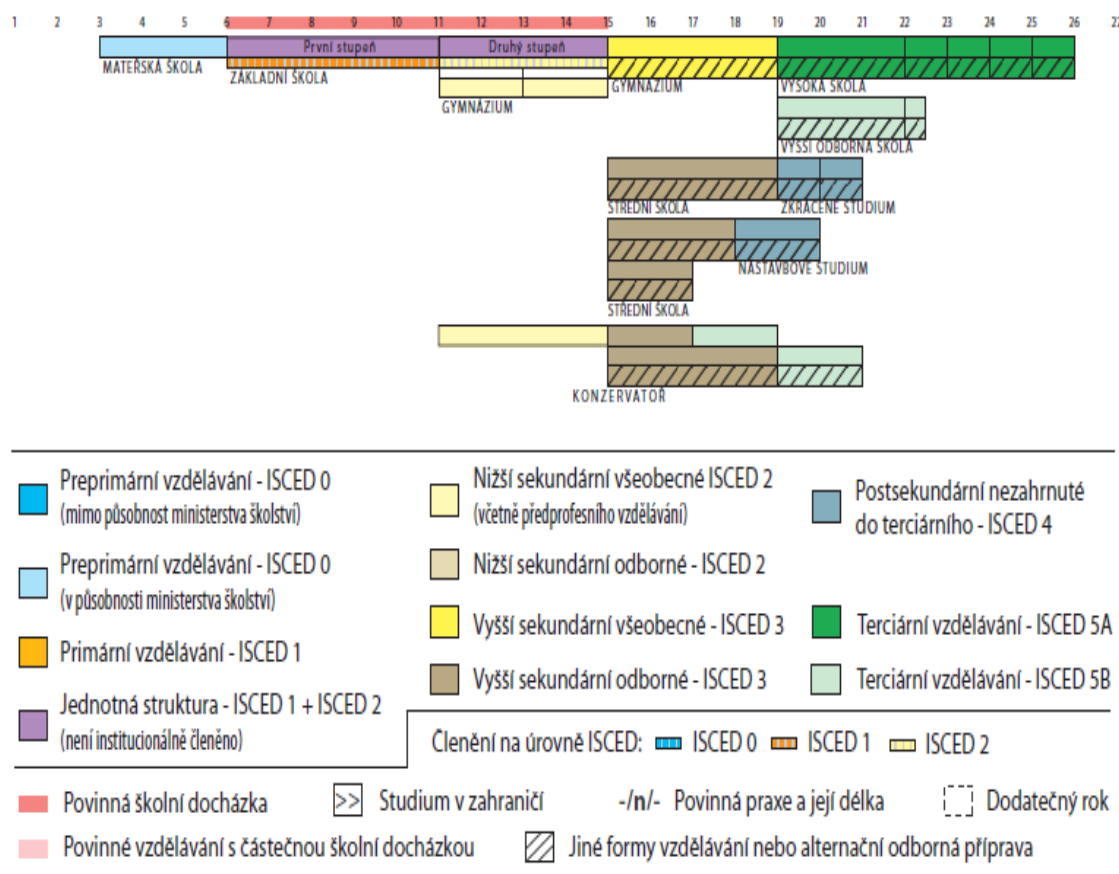 1 2 3 4 5 6 7 8 9 10 11 12 13 14 15 16 17 18 19 20 21 22 23 24 25 26 27
První stupeň Druhý stupeň
MATEŘSKÁ ŠKOLA ZÁKLADNÍ ŠKOLA GYMNÁZIUM VYSOKÁ ŠKOLA
GYMNÁZIUM
VYŠŠÍ ODBORNÁ ŠKOLA
STŘEDNÍ ŠKOLA ZKRÁCENÉ STUDIUM
NÁSTAVBOVÉ STUDIUM
STŘEDNÍ ŠKOLA
KONZERVATOŘ
Preprimární vzdělávání - ISCED 0
(mimo působnost ministerstva školství)
Preprimární vzdělávání - ISCED 0
(v působnosti ministerstva školství)
Primární vzdělávání - ISCED 1
Jednotná struktura - ISCED 1 + ISCED 2
(není institucionálně členěno)
Nižší sekundární všeobecné ISCED 2
(včetně předprofesního vzdělávání)
Nižší sekundární odborné - ISCED 2
Vyšší sekundární všeobecné - ISCED 3
Vyšší sekundární odborné - ISCED 3
Postsekundární nezahrnuté
do terciárního - ISCED 4
Terciární vzdělávání - ISCED 5A
Terciární vzdělávání - ISCED 5B
Členění na úrovně ISCED: ISCED 0 ISCED 1 ISCED 2
Povinná školní docházka >> Studium v zahraničí -/n/- Povinná praxe a její délka Dodatečný rok
Povinné vzdělávání s částečnou školní docházkou Jiné formy vzdělávání nebo alternační odborná příprava